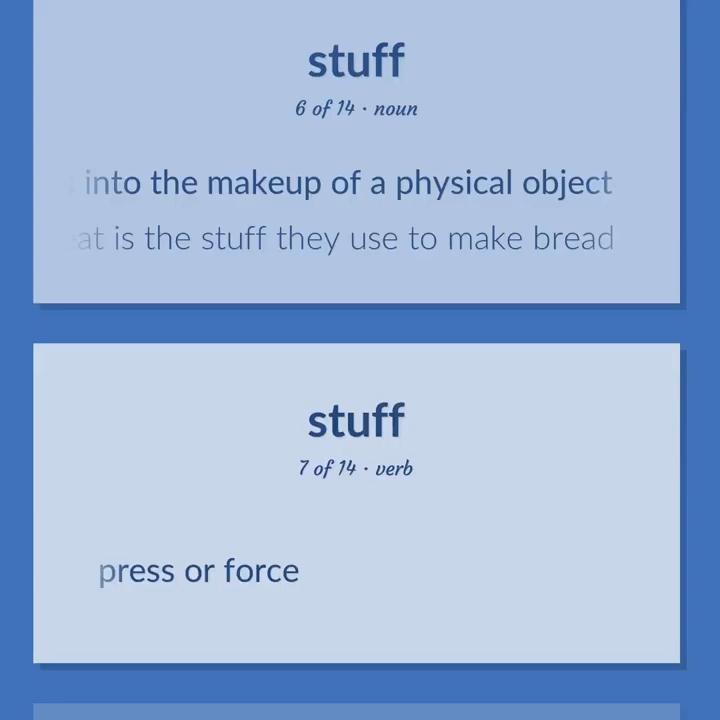 stuff
6 of 14 · noun
into the makeup of a physical object
is the stuff they use to make bread
stuff
7 of 14 · verb
press or force